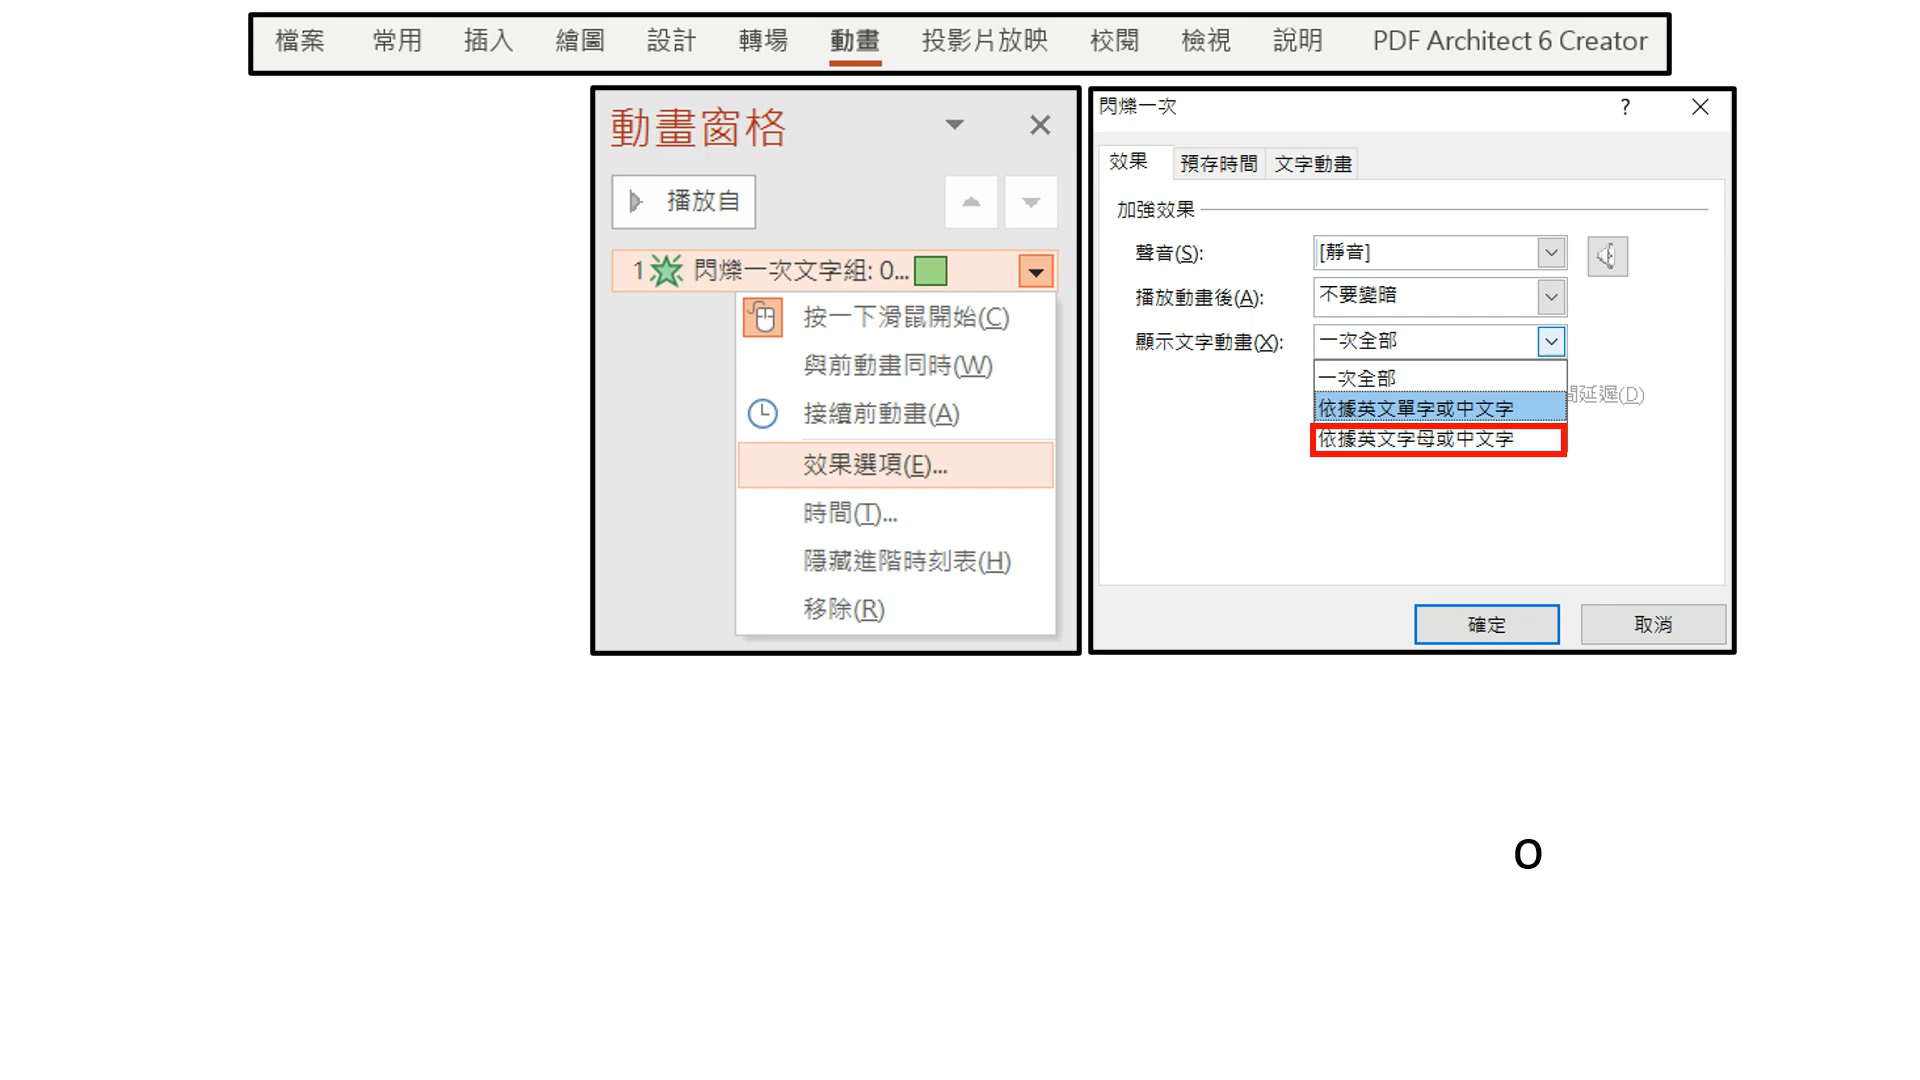 檔案 常用 插入 繪圖 設計 轉場 動畫 投影片放映 校閱 檢視 說明 PDF Architect 6 Creator
動畫窗格
播放自
1 閃爍一次文字組: 0...
按一下滑鼠開始(C)
與前動畫同時(W)
接續前動畫(A)
效果選項(E)...
時間(T)...
隱藏進階時刻表(H)
移除(R)
閃爍一次 ?
效果 預存時間 文字動畫
加強效果
聲音(S): [靜音]
播放動畫後(A): 不要變暗
顯示文字動畫(X): 一次全部
一次全部
間延遲(D)
依據英文單字或中文字
依據英文字母或中文字
確定 取消
o